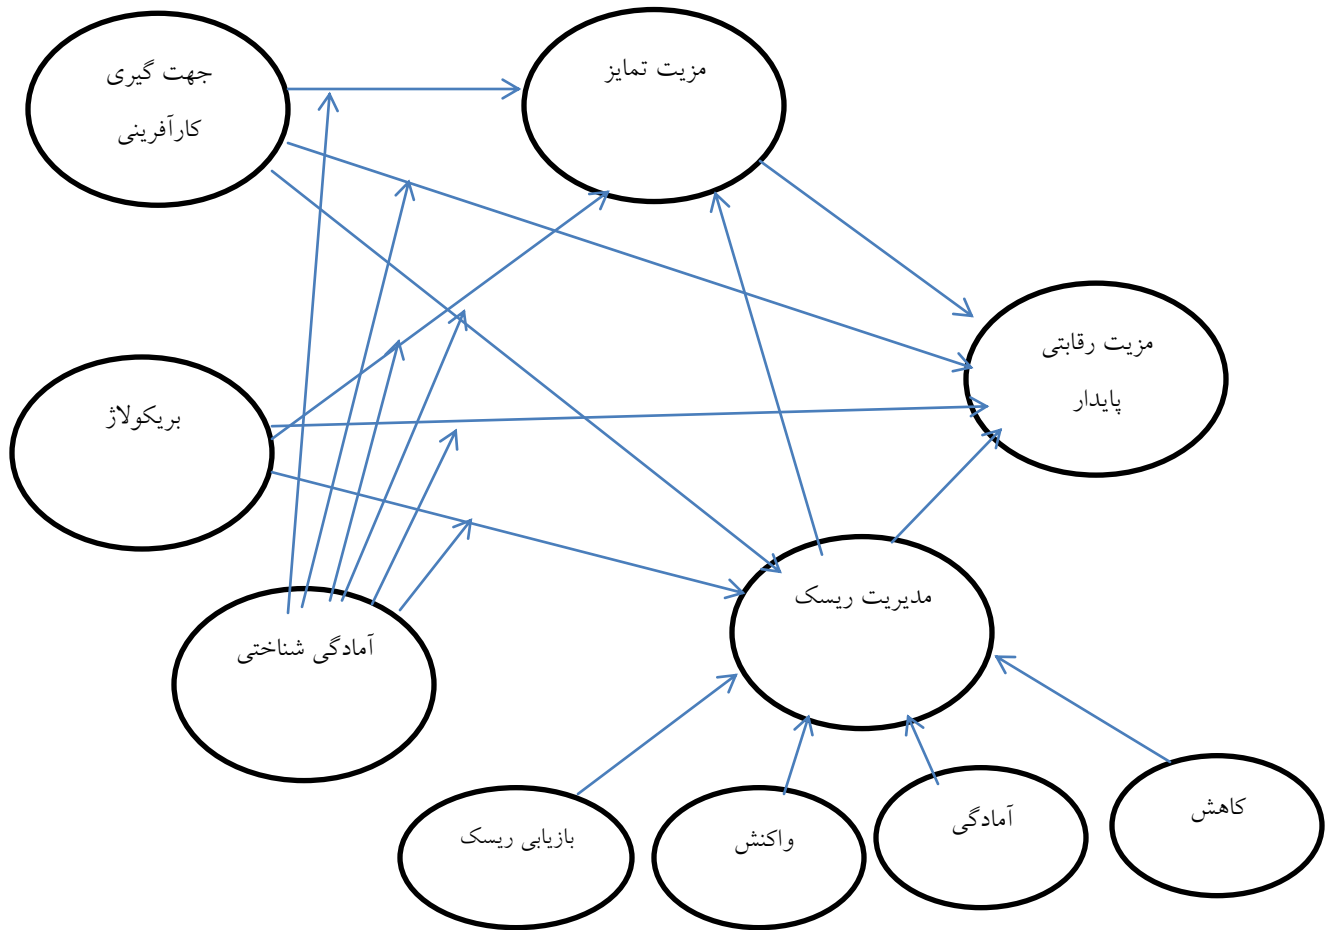 جهت گیری
کارآفرینی
مزیت تمایز
مزیت رقابتی
پایدار
بریکولاژ
آمادگی شناختی
مدیریت ریسک
بازیابی ریسک
واکنش
آمادگی
کاهش